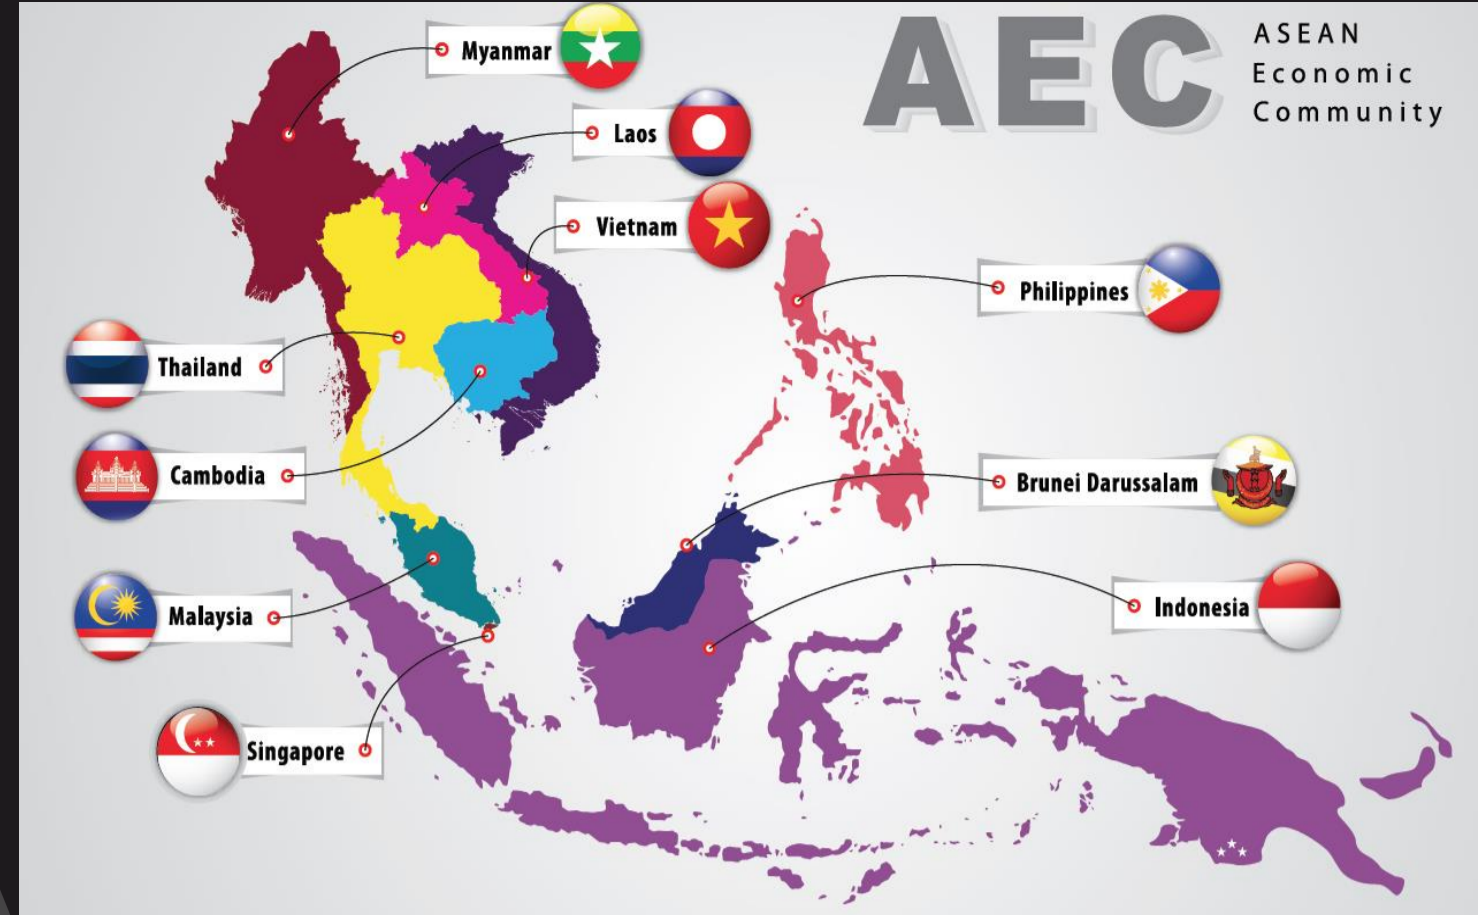 AEC
ASEAN
Economic
Community
Myanmar
Laos
Vietnam
Philippines
Thailand
Cambodia
Brunei Darussalam
Malaysia
Indonesia
Singapore